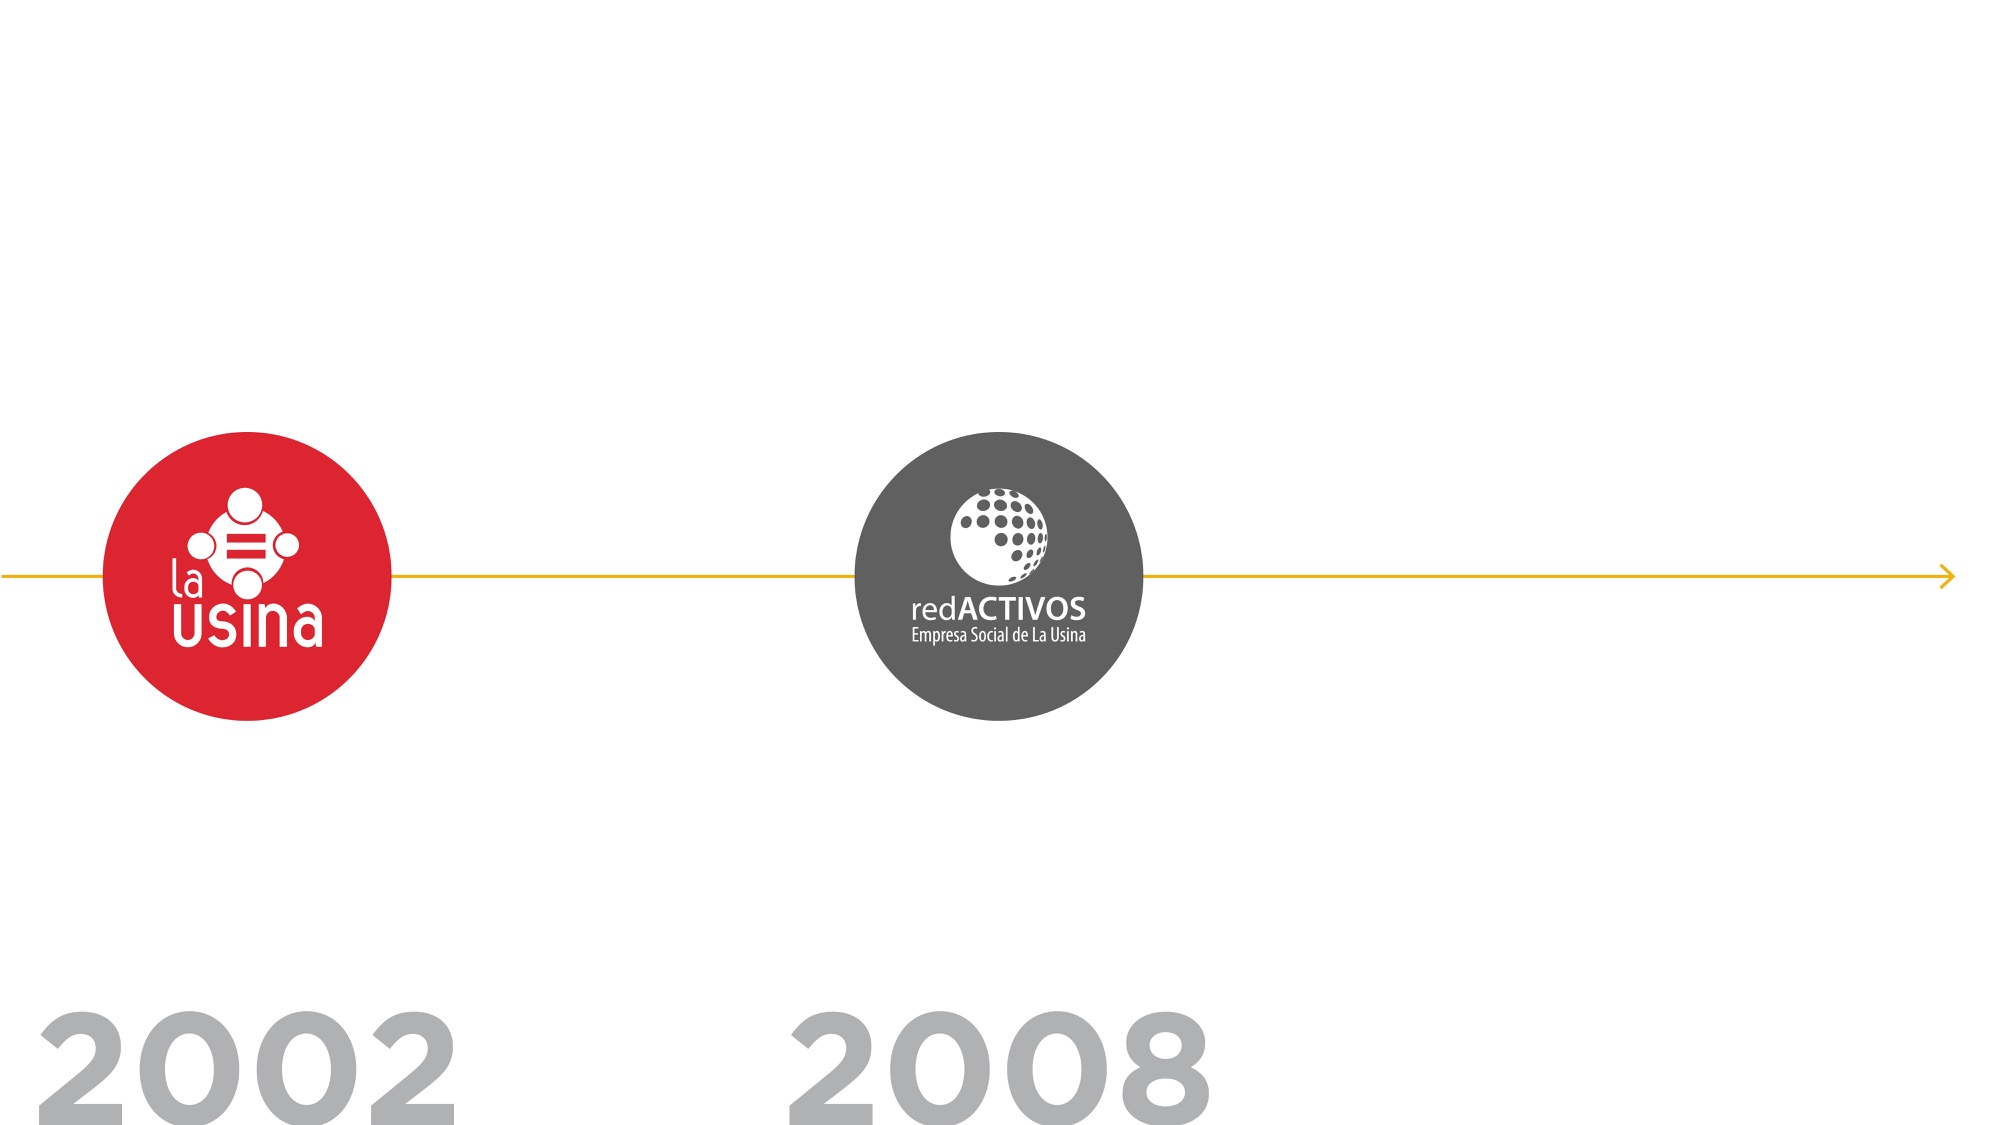 la
usina
redACTIVOS
Empresa Social de La Usina
2002
2008